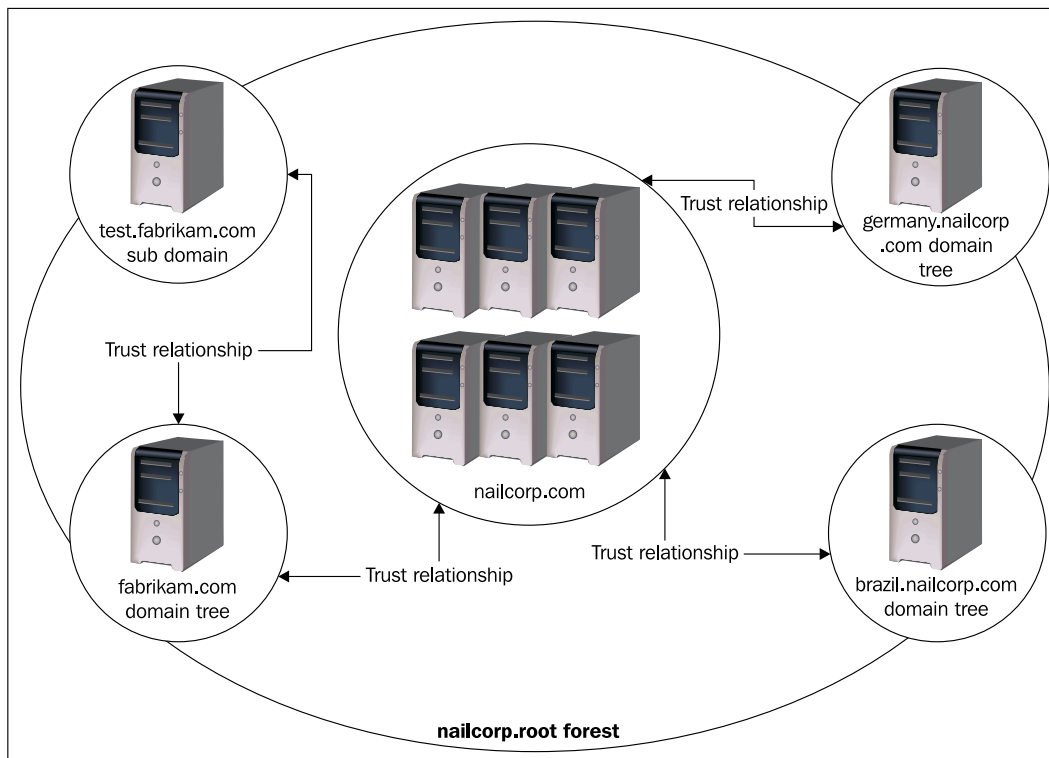 test.fabrikam.com
sub domain
Trust relationship
germany.nailcorp
.com domain
tree
Trust relationship
nailcorp.com
fabrikam.com
domain tree
Trust relationship
Trust relationship
brazil.nailcorp.com
domain tree
nailcorp.root forest